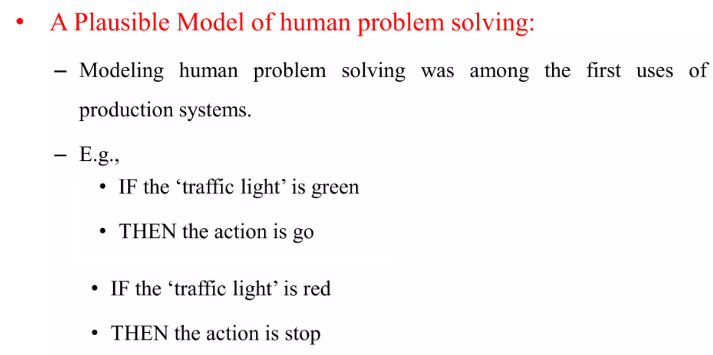 • A Plausible Model of human problem solving:
– Modeling human problem solving was among the first uses of
production systems.
– E.g.,
• IF the ‘traffic light’ is green
• THEN the action is go
• IF the ‘traffic light’ is red
• THEN the action is stop